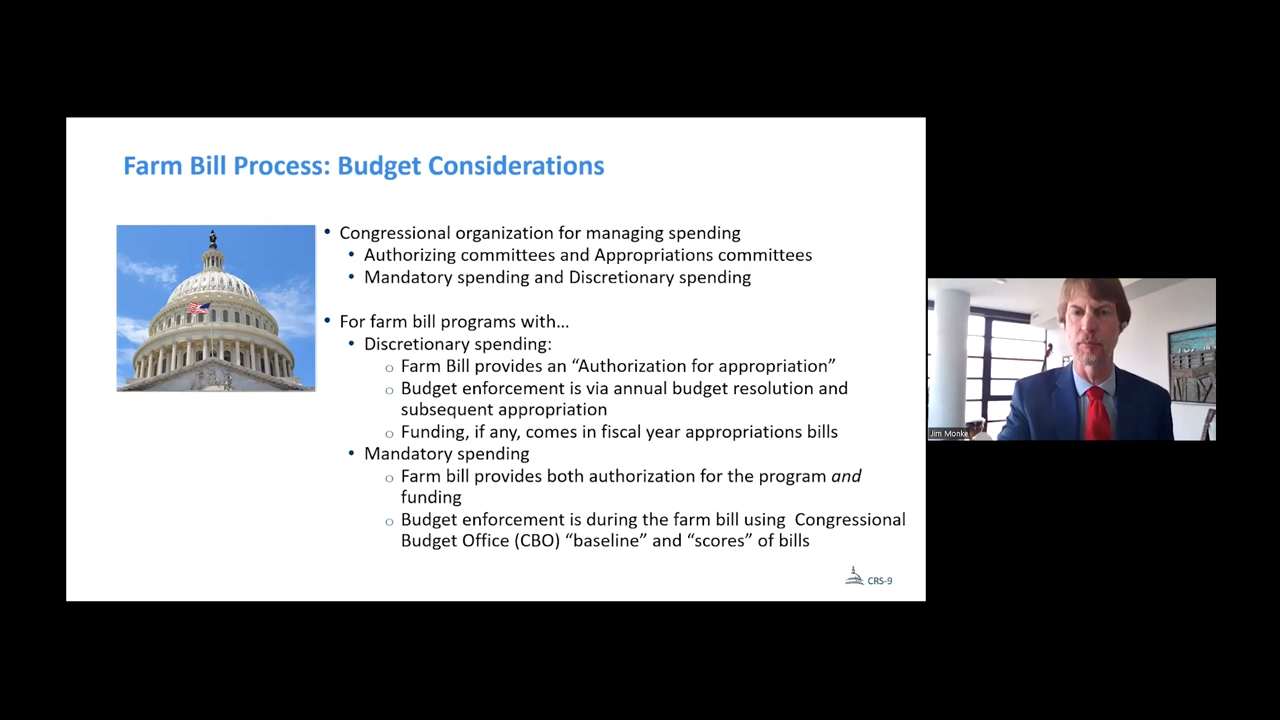 Farm Bill Process: Budget Considerations
• Congressional organization for managing spending
• Authorizing committees and Appropriations committees
• Mandatory spending and Discretionary spending
• For farm bill programs with…
• Discretionary spending:
o Farm Bill provides an “Authorization for appropriation”
o Budget enforcement is via annual budget resolution and
subsequent appropriation
o Funding, if any, comes in fiscal year appropriations bills
• Mandatory spending
o Farm bill provides both authorization for the program and
funding
o Budget enforcement is during the farm bill using Congressional
Budget Office (CBO) “baseline” and “scores” of bills
CRS-9
Jim Monke